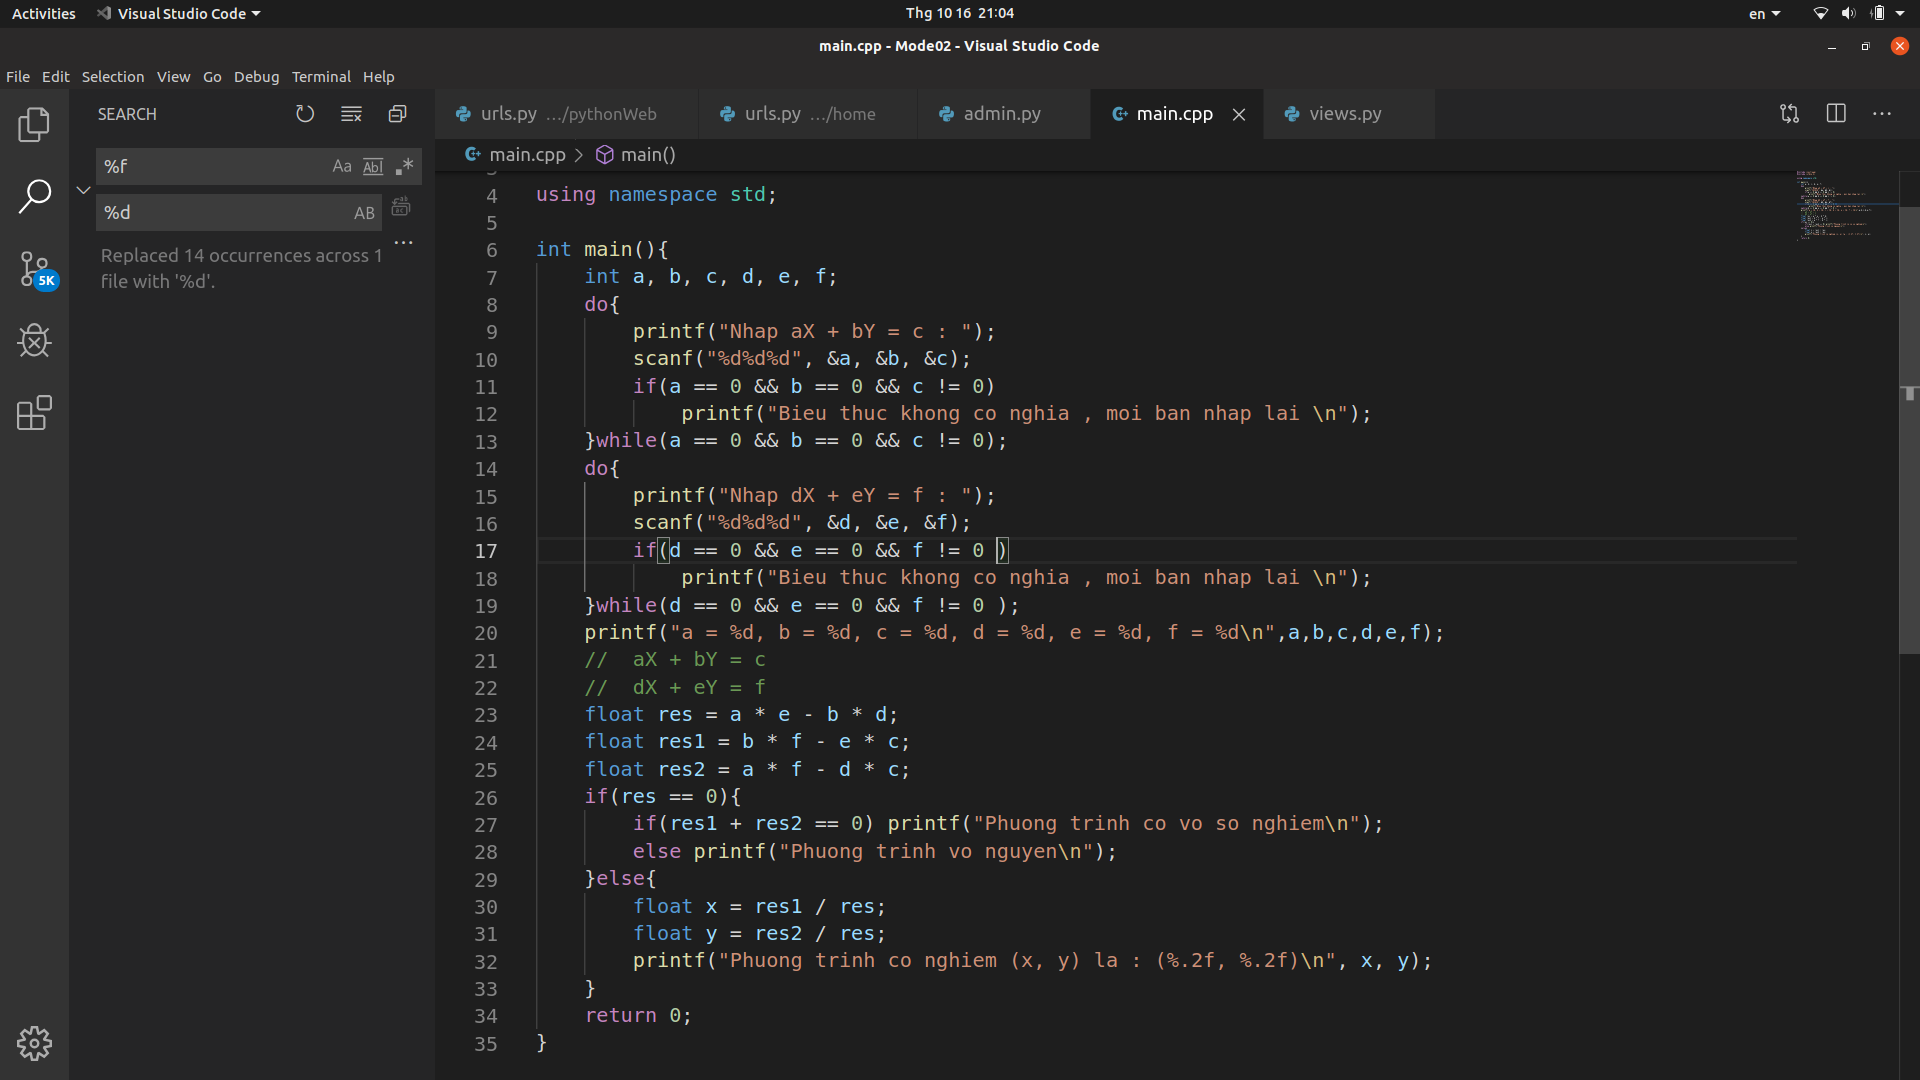 Activities Visual Studio Code Thg 10 16 21:04 en
main.cpp - Mode02 - Visual Studio Code
File Edit Selection View Go Debug Terminal Help
SEARCH
urls.py .../pythonWeb urls.py .../home admin.py main.cpp views.py
main.cpp > main()
%f Aa Abl .*
%d AB
Replaced 14 occurrences across 1
file with '%d'.
5K
4 using namespace std;
5
6 int main(){
7 int a, b, c, d, e, f;
8 do{
9 printf("Nhap aX + bY = c : ");
10 scanf("%d%d%d", &a, &b, &c);
11 if(a == 0 && b == 0 && c != 0)
12 printf("Bieu thuc khong co nghia , moi ban nhap lai \n");
13 }while(a == 0 && b == 0 && c != 0);
14 do{
15 printf("Nhap dX + eY = f : ");
16 scanf("%d%d%d", &d, &e, &f);
17 if(d == 0 && e == 0 && f != 0 )
18 printf("Bieu thuc khong co nghia , moi ban nhap lai \n");
19 }while(d == 0 && e == 0 && f != 0 );
20 printf("a = %d, b = %d, c = %d, d = %d, e = %d, f = %d\n",a,b,c,d,e,f);
21 // aX + bY = c
22 // dX + eY = f
23 float res = a * e - b * d;
24 float res1 = b * f - e * c;
25 float res2 = a * f - d * c;
26 if(res == 0){
27 if(res1 + res2 == 0) printf("Phuong trinh co vo so nghiem\n");
28 else printf("Phuong trinh vo nguyen\n");
29 }else{
30 float x = res1 / res;
31 float y = res2 / res;
32 printf("Phuong trinh co nghiem (x, y) la : (%.2f, %.2f)\n", x, y);
33 }
34 return 0;
35 }